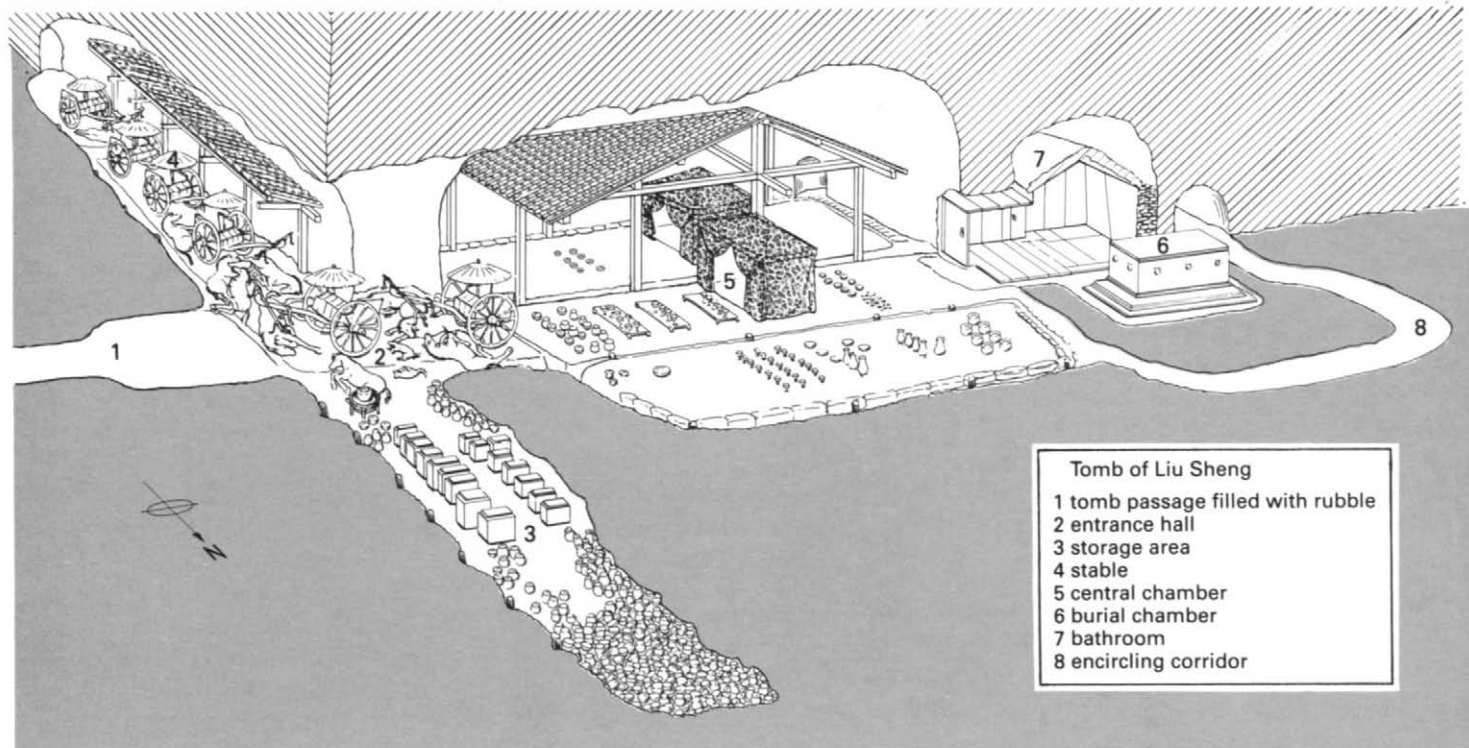 4
7
6
5
1
2
8
3
N
Tomb of Liu Sheng
1 tomb passage filled with rubble
2 entrance hall
3 storage area
4 stable
5 central chamber
6 burial chamber
7 bathroom
8 encircling corridor